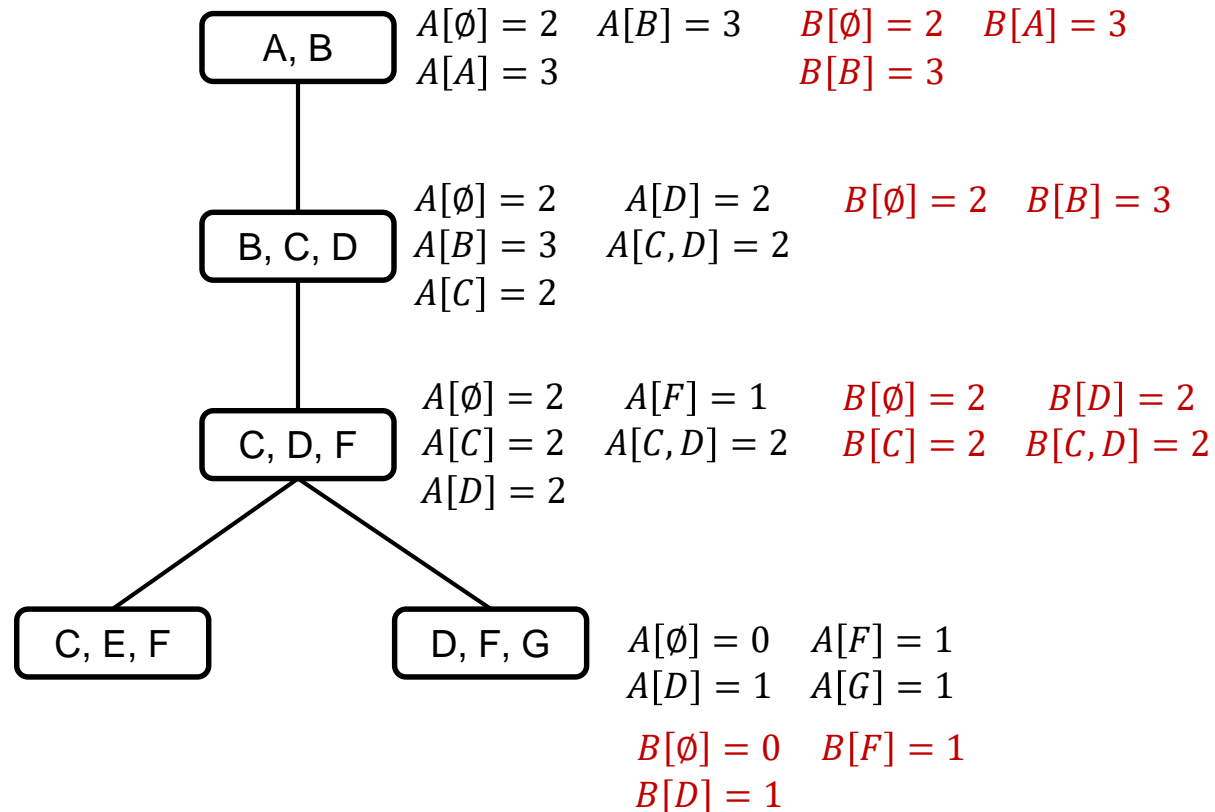 A, B
A[∅] = 2 A[B] = 3 B[∅] = 2 B[A] = 3
A[A] = 3 B[B] = 3
B, C, D
A[∅] = 2 A[D] = 2 B[∅] = 2 B[B] = 3
A[B] = 3 A[C, D] = 2
A[C] = 2
C, D, F
A[∅] = 2 A[F] = 1 B[∅] = 2 B[D] = 2
A[C] = 2 A[C, D] = 2 B[C] = 2 B[C, D] = 2
A[D] = 2
C, E, F
D, F, G
A[∅] = 0 A[F] = 1
A[D] = 1 A[G] = 1
B[∅] = 0 B[F] = 1
B[D] = 1